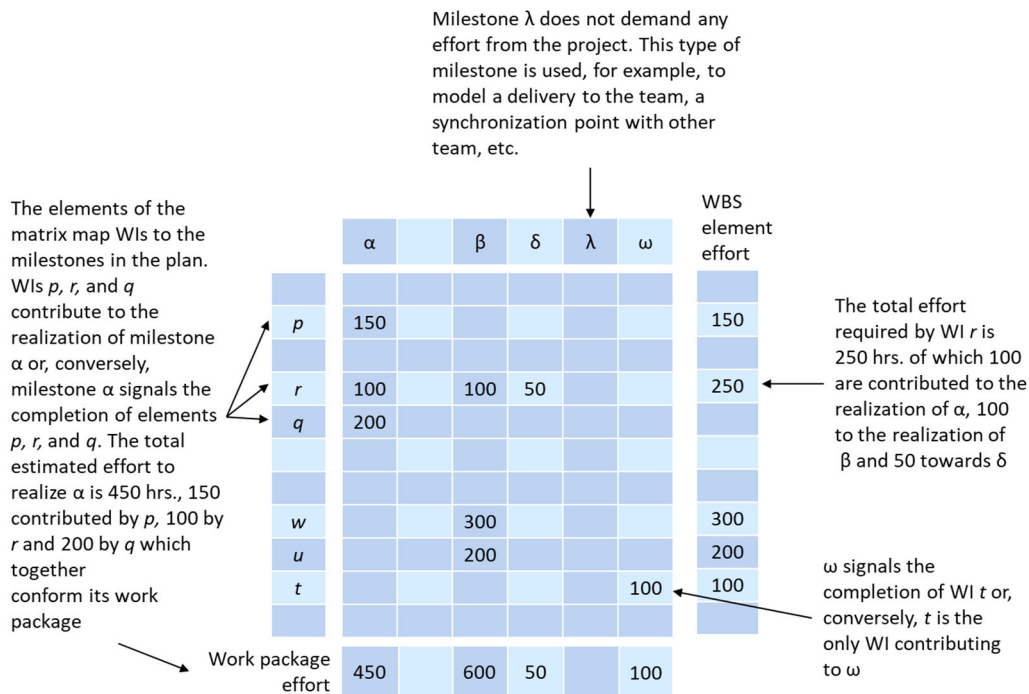 Milestone λ does not demand any
effort from the project. This type of
milestone is used, for example, to
model a delivery to the team, a
synchronization point with other
team, etc.
The elements of the
matrix map WIs to the
milestones in the plan.
WIs p, r, and q
contribute to the
realization of milestone
α or, conversely,
milestone α signals the
completion of elements
p, r, and q. The total
estimated effort to
realize α is 450 hrs., 150
contributed by p, 100 by
r and 200 by q which
together
conform its work
package
WBS
element
effort
α β δ λ ω
p 150 150
r 100 100 50 250
q 200
w 300 300
u 200 200
t 100 100
Work package
effort
450 600 50 100
The total effort
required by WI r is
250 hrs. of which 100
are contributed to the
realization of α, 100
to the realization of
β and 50 towards δ
ω signals the
completion of WI t or,
conversely, t is the
only WI contributing
to ω